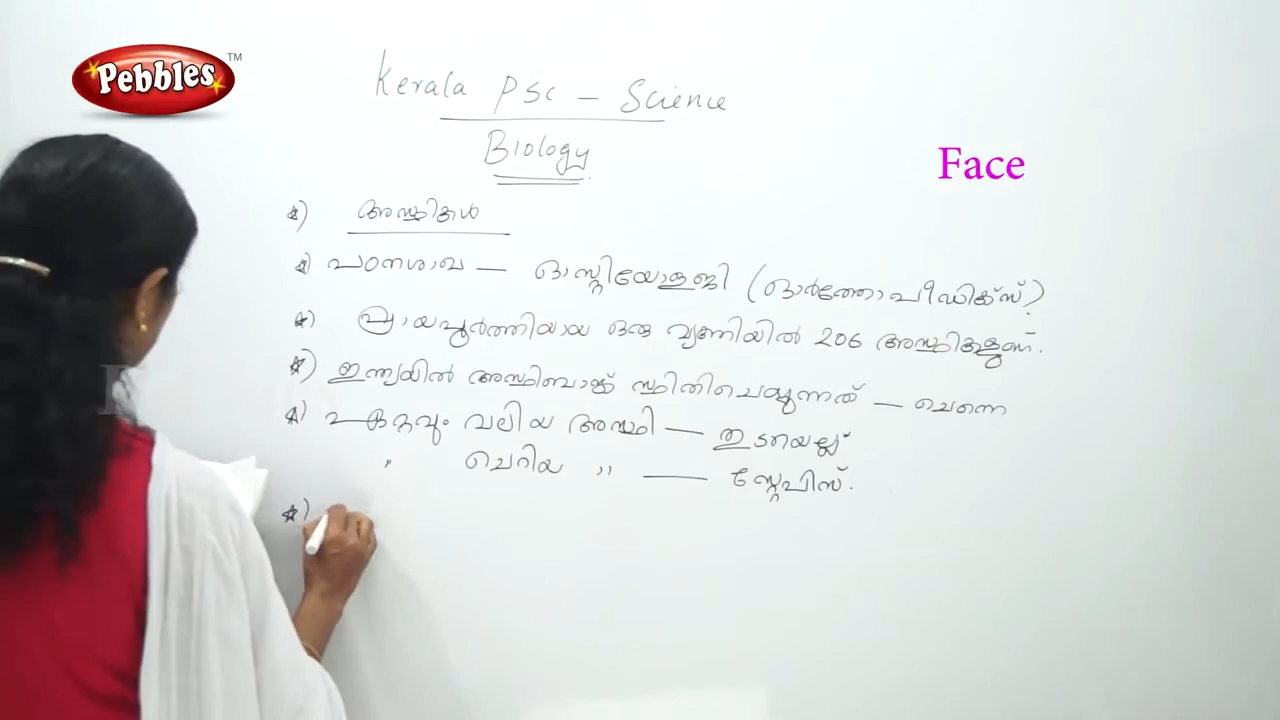 Pebbles TM
Kerala PSC – Science
Biology
Face
അസ്ഥികൾ
പഠനശാഖ — ഓസ്റ്റിയോളജി (ഓർത്തോപീഡിക്സ്)
പ്രായപൂർത്തിയായ ഒരു വ്യക്തിയിൽ 206 അസ്ഥികളുണ്ട്.
ഇന്ത്യയിൽ അസ്ഥിബാങ്ക് സ്ഥിതിചെയ്യുന്നത് — ചെന്നൈ
ഏറ്റവും വലിയ അസ്ഥി — തുടയെല്ല്
" ചെറിയ " — സ്റ്റേപിസ്.